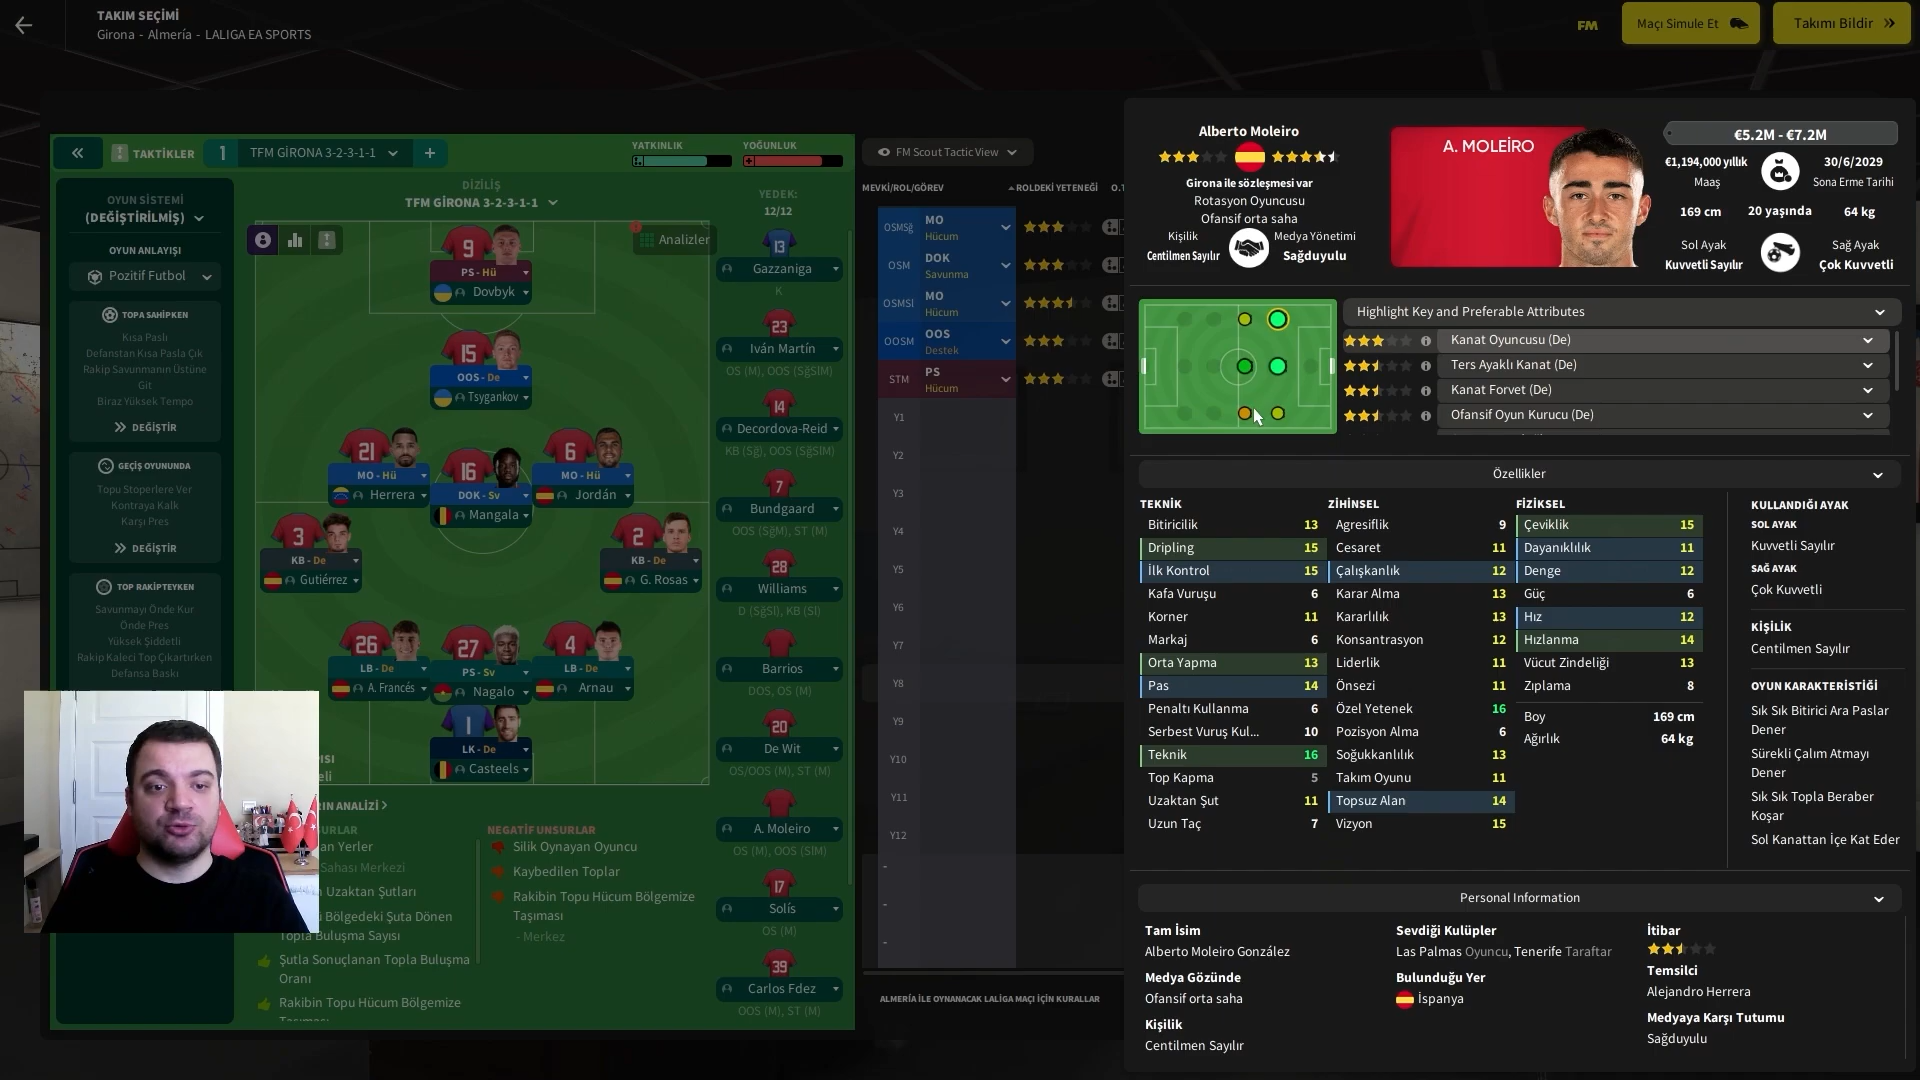 TAKIM SEÇİMİ
Girona - Almería - LALIGA EA SPORTS
FM
Maçı Simule Et
Takımı Bildir
TAKTİKLER
1
TFM GİRONA 3-2-3-1-1
YATKINLIK
YOĞUNLUK
OYUN SİSTEMİ
(DEĞİŞTİRİLMİŞ)
OYUN ANLAYIŞI
Pozitif Futbol
TOPA SAHİPKEN
Kısa Paslı
Defanstan Kısa Pasla Çık
Rakip Savunmanın Üstüne
Git
Biraz Yüksek Tempo
DEĞİŞTİR
GEÇİŞ OYUNUNDA
Topu Stoperlere Ver
Kontraya Kalk
Karşı Pres
DEĞİŞTİR
TOP RAKİPTEYKEN
Savunmayı Önde Kur
Önde Pres
Yüksek Şiddetli
Rakip Kaleci Top Çıkartırken
Defansa Baskı
DİZİLİŞ
TFM GİRONA 3-2-3-1-1
Analizler
9
PS - Hü
Dovbyk
15
OOS - De
Tsygankov
21
MO - Hü
Herrera
16
DOK - Sv
Mangala
6
MO - Hü
Jordán
3
KB - De
Gutiérrez
2
KB - De
G. Rosas
26
LB - De
A. Francés
27
PS - Sv
Nagalo
4
LB - De
Arnau
1
LK - De
Casteels
YEDEK:
12/12
13
Gazzaniga
K
23
Iván Martín
OS (M), OOS (SğSlM)
14
Decordova-Reid
KB (Sğ), OOS (SğSlM)
7
Bundgaard
OOS (SğM), ST (M)
28
Williams
D (SğSl), KB (Sl)
Barrios
DOS, OS (M)
20
De Wit
OS/OOS (M), ST (M)
A. Moleiro
OS (M), OOS (SlM)
17
Solís
OS (M)
39
Carlos Fdez
OOS (M), ST (M)
RIN ANALİZİ
NEGATİF UNSURLAR
Silik Oynayan Oyuncu
Kaybedilen Toplar
Rakibin Topu Hücum Bölgemize
Taşıması
- Merkez
an Yerler
Sahası Merkezi
Uzaktan Şutları
Bölgedeki Şuta Dönen
Topla Buluşma Sayısı
Şutla Sonuçlanan Topla Buluşma
Oranı
Rakibin Topu Hücum Bölgemize
FM Scout Tactic View
MEVKİ/ROL/GÖREV
ROLDEKİ YETENEĞİ
O.T
OSMSğ
MO
Hücum
OSM
DOK
Savunma
OSMSl
MO
Hücum
OOSM
OOS
Destek
STM
PS
Hücum
Y1
Y2
Y3
Y4
Y5
Y6
Y7
Y8
Y9
Y10
Y11
Y12
-
-
-
ALMERÍA İLE OYNANACAK LALİGA MAÇI İÇİN KURALLAR
Alberto Moleiro
Girona ile sözleşmesi var
Rotasyon Oyuncusu
Ofansif orta saha
Kişilik
Centilmen Sayılır
Medya Yönetimi
Sağduyulu
A. MOLEİRO
€5.2M - €7.2M
€1,194,000 yıllık
Maaş
30/6/2029
Sona Erme Tarihi
169 cm
20 yaşında
64 kg
Sol Ayak
Kuvvetli Sayılır
Sağ Ayak
Çok Kuvvetli
Highlight Key and Preferable Attributes
Kanat Oyuncusu (De)
Ters Ayaklı Kanat (De)
Kanat Forvet (De)
Ofansif Oyun Kurucu (De)
Özellikler
TEKNİK
Bitiricilik 13
Dripling 15
İlk Kontrol 15
Kafa Vuruşu 6
Korner 11
Markaj 6
Orta Yapma 13
Pas 14
Penaltı Kullanma 6
Serbest Vuruş Kul... 10
Teknik 16
Top Kapma 5
Uzaktan Şut 11
Uzun Taç 7
ZİHİNSEL
Agresiflik 9
Cesaret 11
Çalışkanlık 12
Karar Alma 13
Kararlılık 13
Konsantrasyon 12
Liderlik 11
Önsezi 11
Özel Yetenek 16
Pozisyon Alma 6
Soğukkanlılık 13
Takım Oyunu 11
Topsuz Alan 14
Vizyon 15
FİZİKSEL
Çeviklik 15
Dayanıklılık 11
Denge 12
Güç 6
Hız 12
Hızlanma 14
Vücut Zindeliği 13
Zıplama 8
Boy 169 cm
Ağırlık 64 kg
KULLANDIĞI AYAK
SOL AYAK
Kuvvetli Sayılır
SAĞ AYAK
Çok Kuvvetli
KİŞİLİK
Centilmen Sayılır
OYUN KARAKTERİSTİĞİ
Sık Sık Bitirici Ara Paslar
Dener
Sürekli Çalım Atmayı
Dener
Sık Sık Topla Beraber
Koşar
Sol Kanattan İçe Kat Eder
Personal Information
Tam İsim
Alberto Moleiro González
Medya Gözünde
Ofansif orta saha
Kişilik
Centilmen Sayılır
Sevdiği Kulüpler
Las Palmas Oyuncu, Tenerife Taraftar
Bulunduğu Yer
İspanya
İtibar
Temsilci
Alejandro Herrera
Medyaya Karşı Tutumu
Sağduyulu